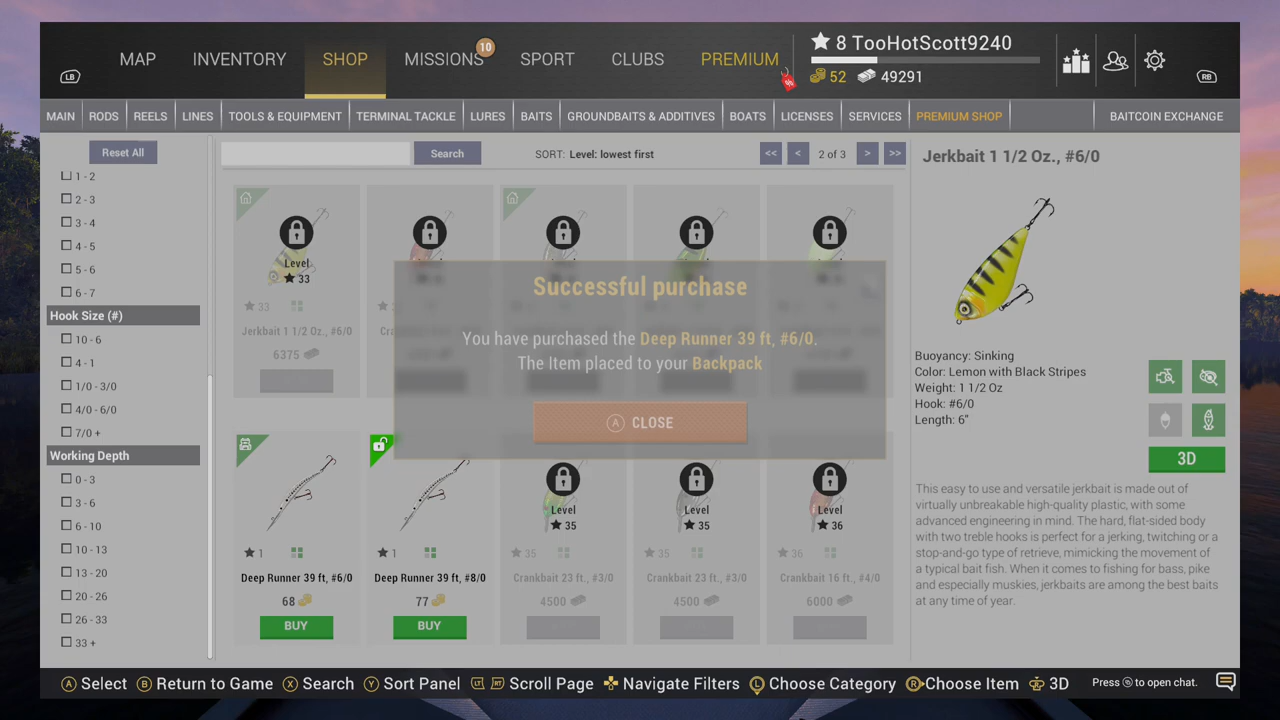 MAP
INVENTORY
SHOP
MISSIONS
10
SPORT
CLUBS
PREMIUM
8 TooHotScott9240
52
49291
LB
RB
MAIN
RODS
REELS
LINES
TOOLS & EQUIPMENT
TERMINAL TACKLE
LURES
BAITS
GROUNDBAITS & ADDITIVES
BOATS
LICENSES
SERVICES
PREMIUM SHOP
BAITCOIN EXCHANGE
Reset All
1 - 2
2 - 3
3 - 4
4 - 5
5 - 6
6 - 7
Hook Size (#)
10 - 6
4 - 1
1/0 - 3/0
4/0 - 6/0
7/0 +
Working Depth
0 - 3
3 - 6
6 - 10
10 - 13
13 - 20
20 - 26
26 - 33
33 +
Search
SORT: Level: lowest first
<<
<
2 of 3
>
>>
Level
33
33
Jerkbait 1 1/2 Oz., #6/0
6375
Successful purchase
You have purchased the Deep Runner 39 ft, #6/0.
The Item placed to your Backpack
A CLOSE
1
Deep Runner 39 ft, #6/0
68
BUY
1
Deep Runner 39 ft, #8/0
77
BUY
Level
35
35
Crankbait 23 ft., #3/0
4500
Level
35
35
Crankbait 23 ft., #3/0
4500
Level
36
36
Crankbait 16 ft., #4/0
6000
Jerkbait 1 1/2 Oz., #6/0
Buoyancy: Sinking
Color: Lemon with Black Stripes
Weight: 1 1/2 Oz
Hook: #6/0
Length: 6"
3D
This easy to use and versatile jerkbait is made out of
virtually unbreakable high-quality plastic, with some
advanced engineering in mind. The hard, flat-sided body
with two treble hooks is perfect for a jerking, twitching or a
stop-and-go type of retrieve, mimicking the movement of
a typical bait fish. When it comes to fishing for bass, pike
and especially muskies, jerkbaits are among the best baits
at any time of year.
A Select
B Return to Game
X Search
Y Sort Panel
LT RT Scroll Page
Navigate Filters
L Choose Category
R Choose Item
3D
Press to open chat.